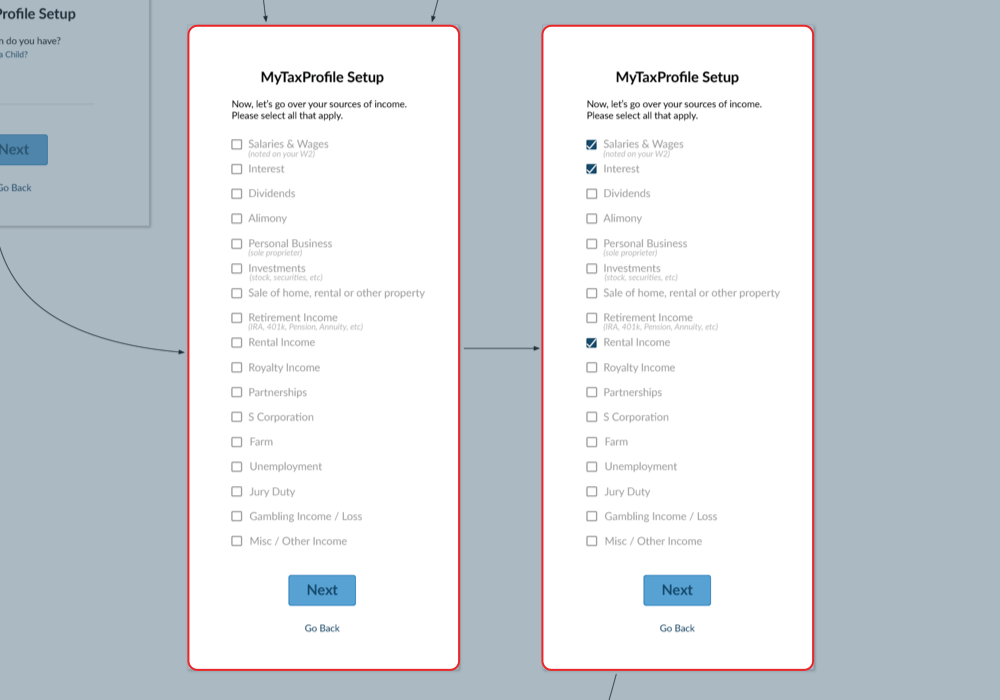 Profile Setup
do you have?
a Child?
Next
Go Back
MyTaxProfile Setup
Now, let's go over your sources of income.
Please select all that apply.
Salaries & Wages
(noted on your W2)
Interest
Dividends
Alimony
Personal Business
(sole proprieter)
Investments
(stock, securities, etc)
Sale of home, rental or other property
Retirement Income
(IRA, 401k, Pension, Annuity, etc)
Rental Income
Royalty Income
Partnerships
S Corporation
Farm
Unemployment
Jury Duty
Gambling Income / Loss
Misc / Other Income
Next
Go Back
MyTaxProfile Setup
Now, let's go over your sources of income.
Please select all that apply.
Salaries & Wages
(noted on your W2)
Interest
Dividends
Alimony
Personal Business
(sole proprieter)
Investments
(stock, securities, etc)
Sale of home, rental or other property
Retirement Income
(IRA, 401k, Pension, Annuity, etc)
Rental Income
Royalty Income
Partnerships
S Corporation
Farm
Unemployment
Jury Duty
Gambling Income / Loss
Misc / Other Income
Next
Go Back